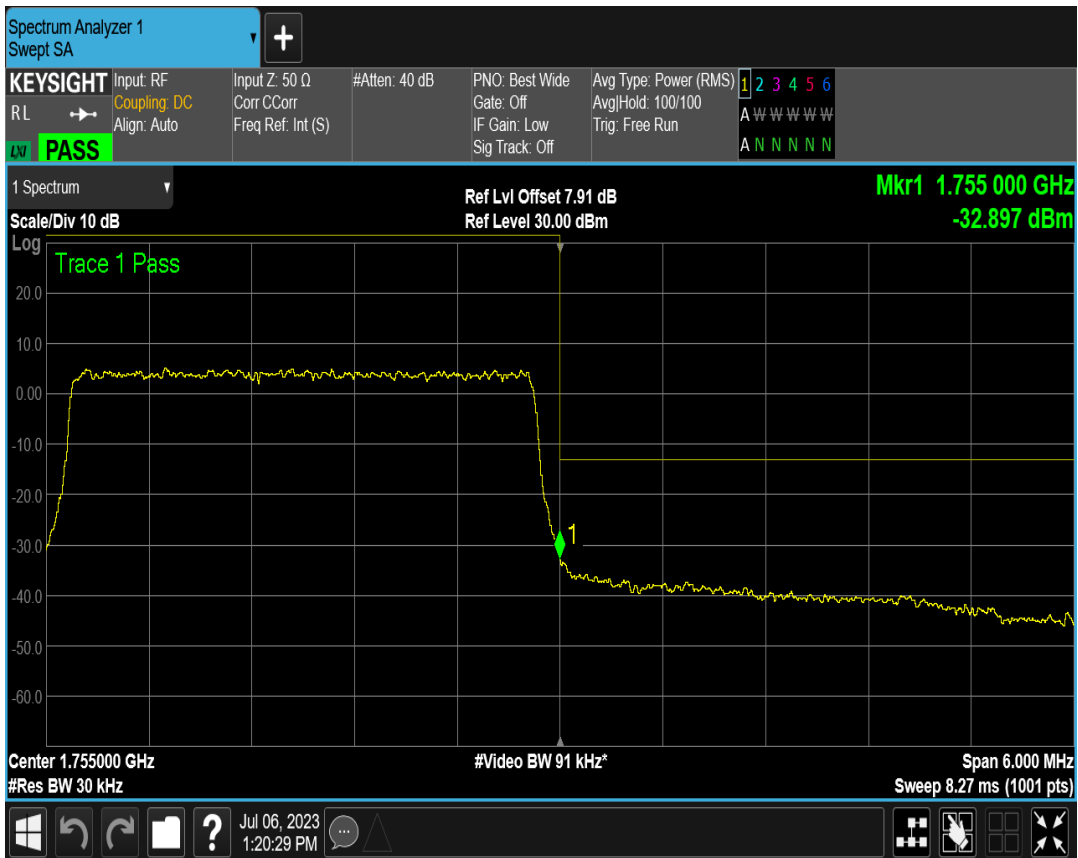 Spectrum Analyzer 1
Swept SA
+
KEYSIGHT
RL
LXI
PASS
Input: RF
Coupling: DC
Align: Auto
Input Z: 50 Ω
Corr CCorr
Freq Ref: Int (S)
#Atten: 40 dB
PNO: Best Wide
Gate: Off
IF Gain: Low
Sig Track: Off
Avg Type: Power (RMS)
Avg|Hold: 100/100
Trig: Free Run
1 2 3 4 5 6
A W W W W W
A N N N N N
1 Spectrum
Scale/Div 10 dB
Ref Lvl Offset 7.91 dB
Ref Level 30.00 dBm
Mkr1 1.755 000 GHz
-32.897 dBm
Log
Trace 1 Pass
20.0
10.0
0.00
-10.0
-20.0
-30.0
-40.0
-50.0
-60.0
1
Center 1.755000 GHz
#Res BW 30 kHz
#Video BW 91 kHz*
Span 6.000 MHz
Sweep 8.27 ms (1001 pts)
?
Jul 06, 2023
1:20:29 PM